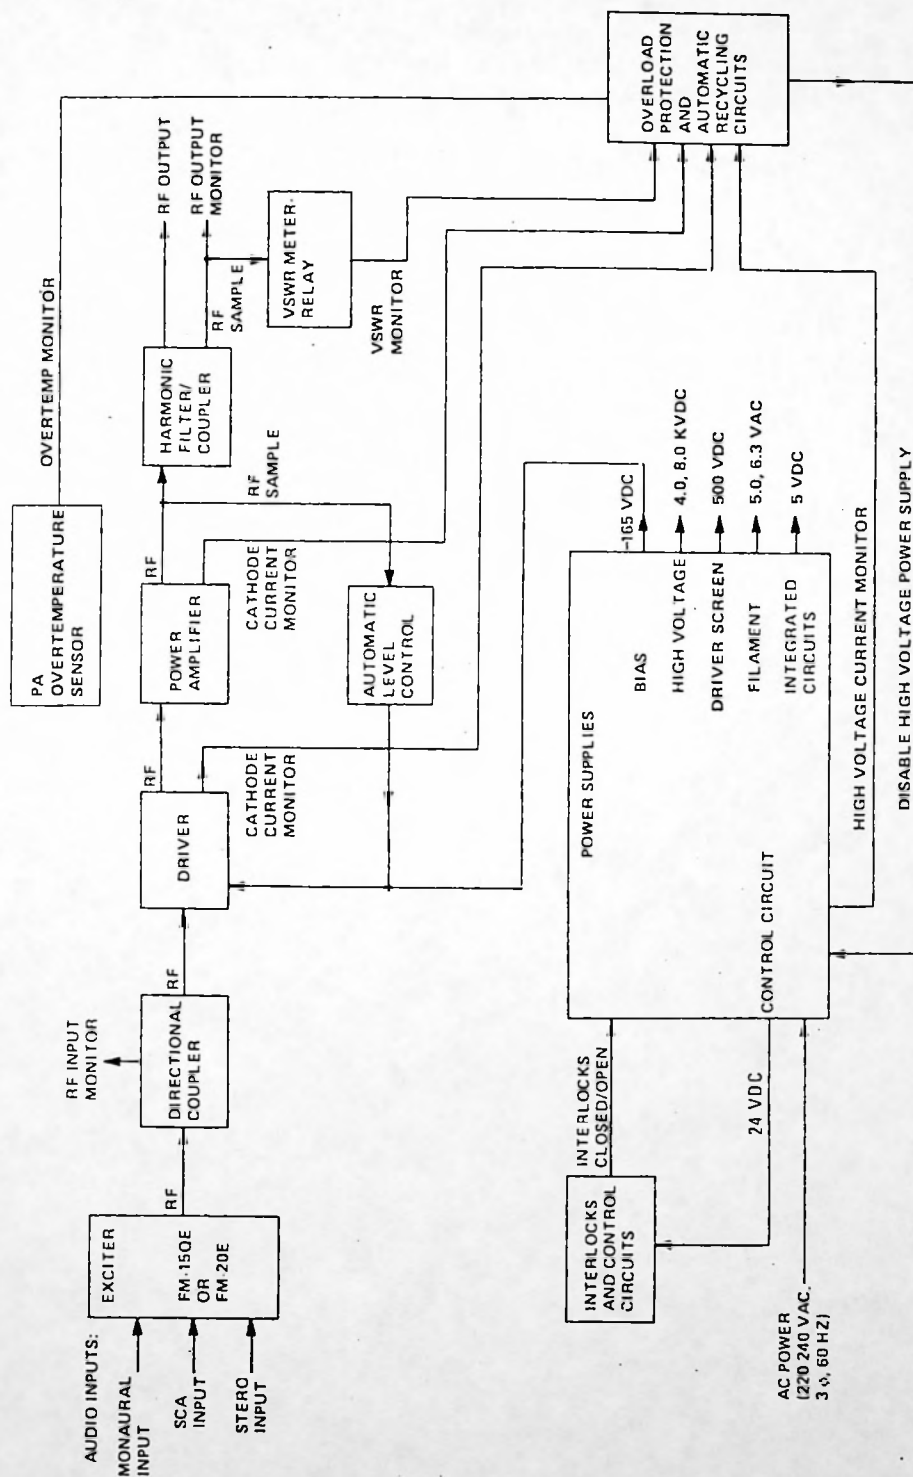 PA
OVERTEMPERATURE
SENSOR
OVERTEMP MONITOR
AUDIO INPUTS:
MONAURAL
INPUT
SCA
INPUT
STERO
INPUT
EXCITER
FM-15QE
OR
FM-20E
RF
RF INPUT
MONITOR
DIRECTIONAL
COUPLER
RF
DRIVER
RF
CATHODE
CURRENT
MONITOR
POWER
AMPLIFIER
RF
CATHODE
CURRENT
MONITOR
RF
SAMPLE
AUTOMATIC
LEVEL
CONTROL
HARMONIC
FILTER/
COUPLER
RF OUTPUT
RF OUTPUT
MONITOR
RF
SAMPLE
VSWR METER-
RELAY
VSWR
MONITOR
OVERLOAD
PROTECTION
AND
AUTOMATIC
RECYCLING
CIRCUITS
INTERLOCKS
AND CONTROL
CIRCUITS
INTERLOCKS
CLOSED/OPEN
24 VDC
AC POWER
(220 240 VAC,
3 ϕ, 60 HZ)
POWER SUPPLIES
CONTROL CIRCUIT
BIAS
-165 VDC
HIGH VOLTAGE
4.0, 8.0 KVDC
DRIVER SCREEN
500 VDC
FILAMENT
5.0, 6.3 VAC
INTEGRATED
CIRCUITS
5 VDC
HIGH VOLTAGE CURRENT MONITOR
DISABLE HIGH VOLTAGE POWER SUPPLY